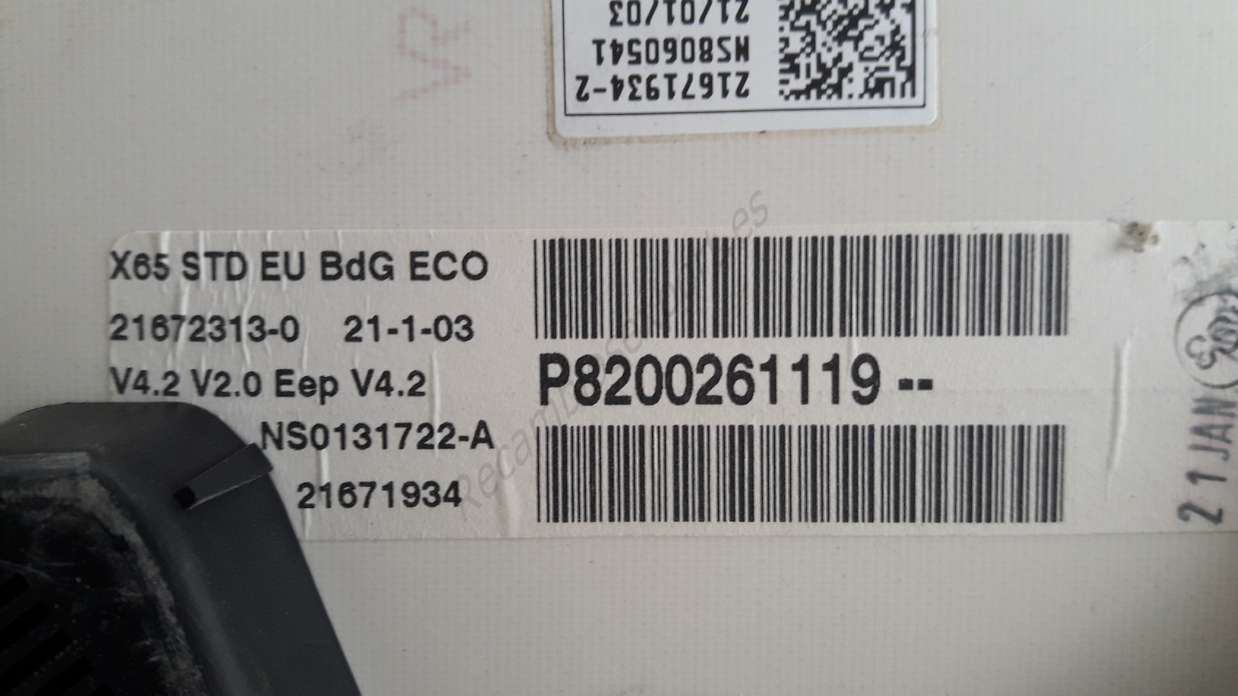 21/01/03
NS8060541
21671934-2
VR
X65 STD EU BdG ECO
21672313-0 21-1-03
V4.2 V2.0 Eep V4.2
NS0131722-A
21671934
P8200261119 --
21 JAN